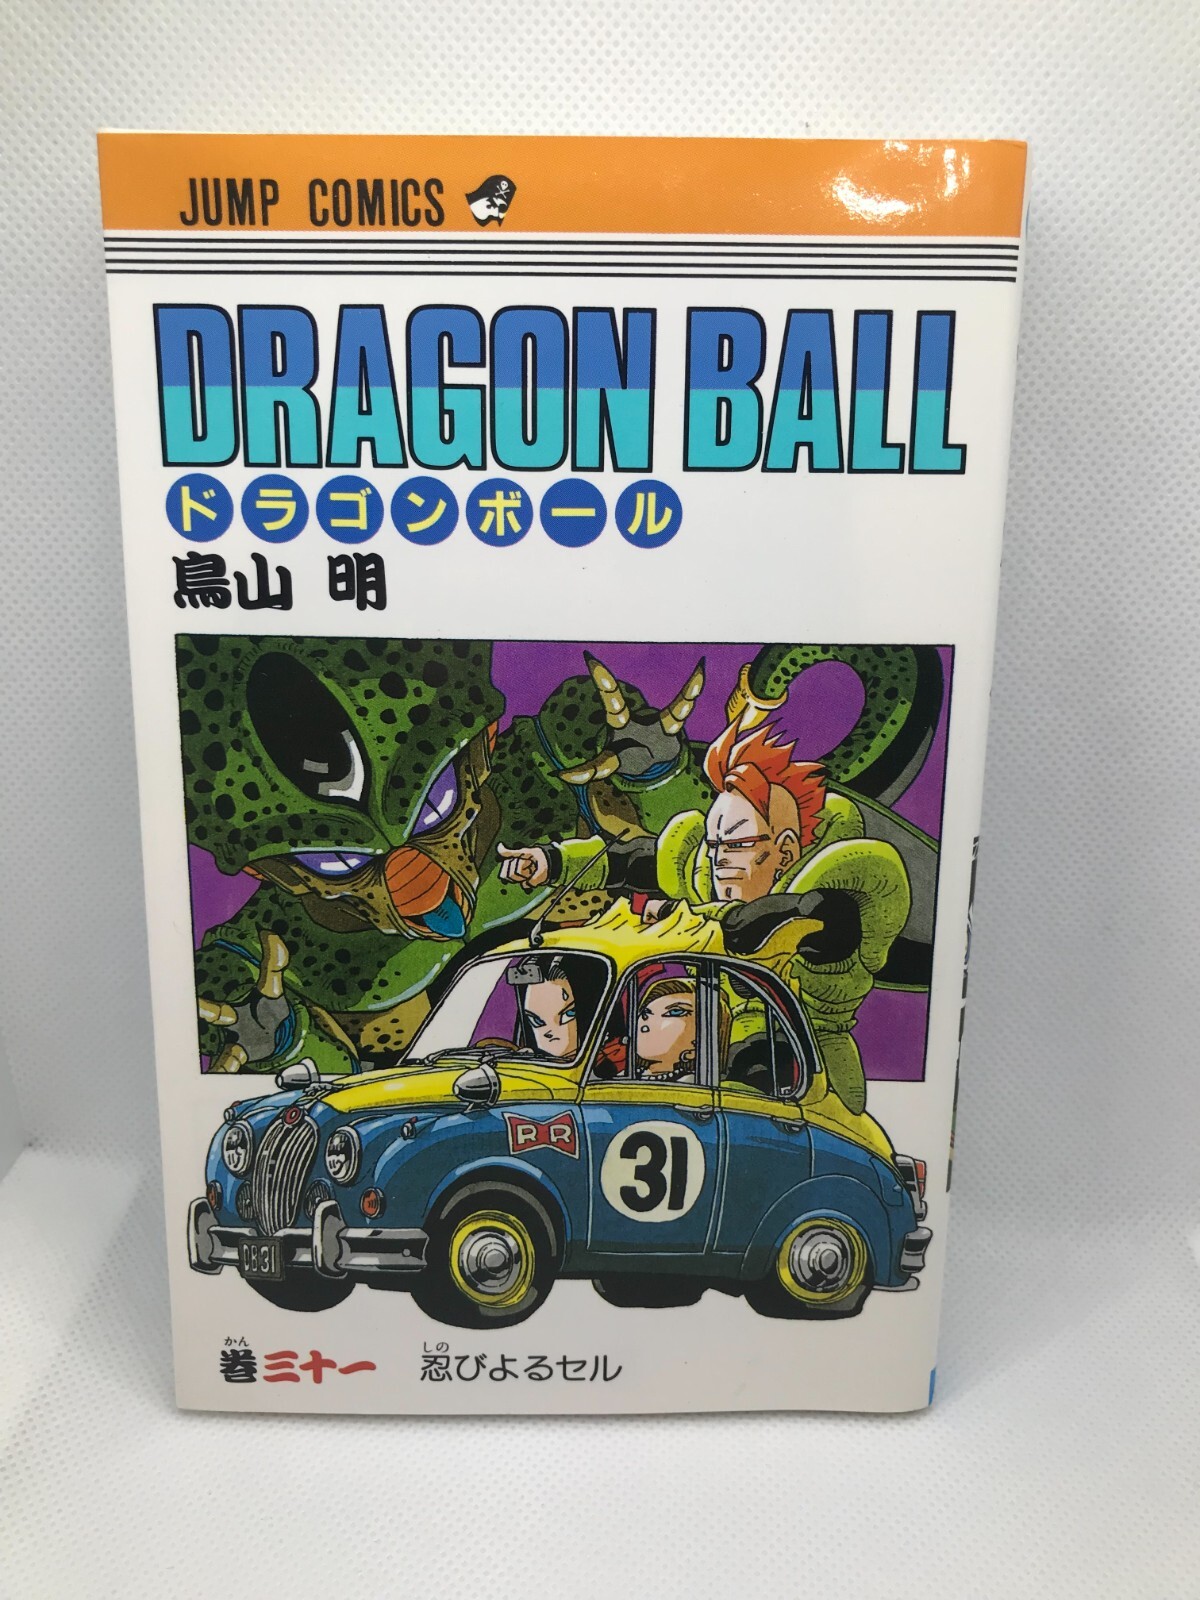 JUMP COMICS
DRAGON BALL
ドラゴンボール
鳥山 明
RR
31
DB31
かん
巻三十一
しの
忍びよるセル